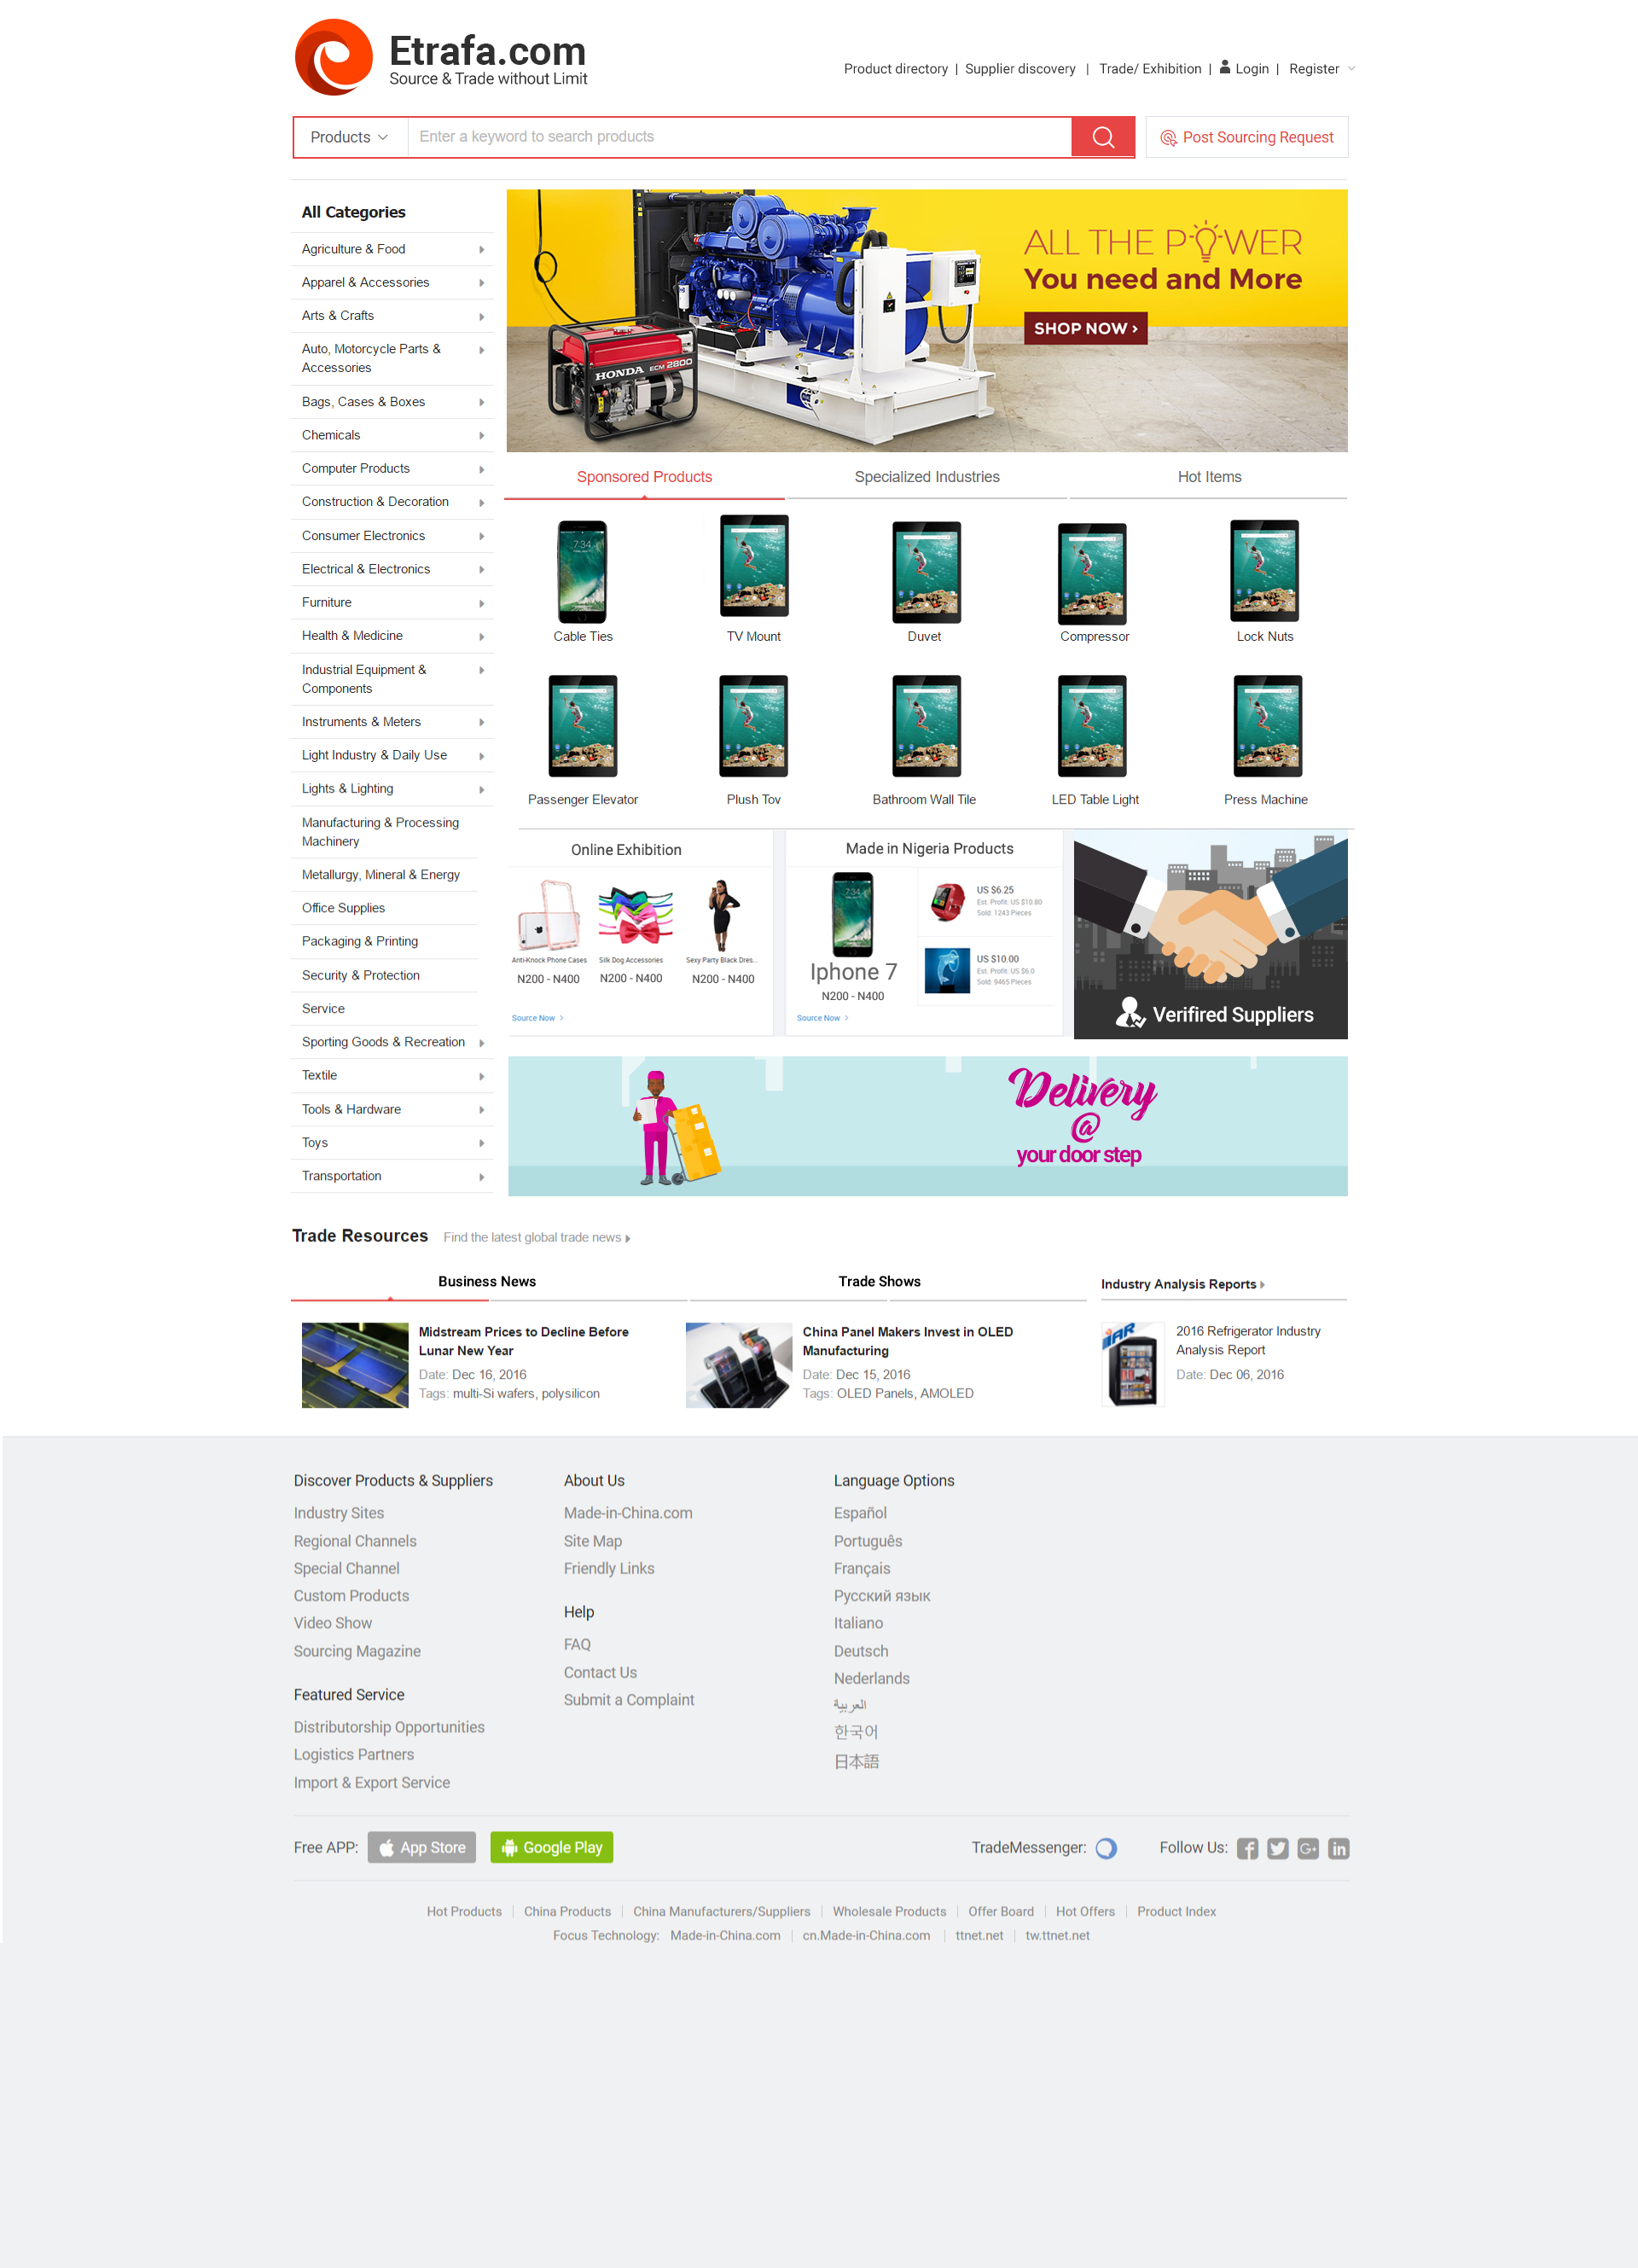 Etrafa.com
Source & Trade without Limit
Product directory | Supplier discovery | Trade/ Exhibition | Login | Register
Products
Enter a keyword to search products
Post Sourcing Request
All Categories
Agriculture & Food
Apparel & Accessories
Arts & Crafts
Auto, Motorcycle Parts &
Accessories
Bags, Cases & Boxes
Chemicals
Computer Products
Construction & Decoration
Consumer Electronics
Electrical & Electronics
Furniture
Health & Medicine
Industrial Equipment &
Components
Instruments & Meters
Light Industry & Daily Use
Lights & Lighting
Manufacturing & Processing
Machinery
Metallurgy, Mineral & Energy
Office Supplies
Packaging & Printing
Security & Protection
Service
Sporting Goods & Recreation
Textile
Tools & Hardware
Toys
Transportation
ALL THE POWER
You need and More
SHOP NOW ›
HONDA ECM 2800
Sponsored Products
Specialized Industries
Hot Items
7:34
Cable Ties
TV Mount
Duvet
Compressor
Lock Nuts
Passenger Elevator
Plush Tov
Bathroom Wall Tile
LED Table Light
Press Machine
Online Exhibition
Anti-Knock Phone Cases
Silk Dog Accessories
Sexy Party Black Dres...
N200 - N400
N200 - N400
N200 - N400
Source Now >
Made in Nigeria Products
7:34
Iphone 7
N200 - N400
Source Now >
US $6.25
Est. Profit: US $10.80
Sold: 1243 Pieces
US $10.00
Est. Profit: US $6.0
Sold: 9465 Pieces
Verifired Suppliers
Delivery
@
your door step
Trade Resources
Find the latest global trade news
Business News
Trade Shows
Industry Analysis Reports
Midstream Prices to Decline Before
Lunar New Year
Date: Dec 16, 2016
Tags: multi-Si wafers, polysilicon
China Panel Makers Invest in OLED
Manufacturing
Date: Dec 15, 2016
Tags: OLED Panels, AMOLED
2016 Refrigerator Industry
Analysis Report
Date: Dec 06, 2016
Discover Products & Suppliers
Industry Sites
Regional Channels
Special Channel
Custom Products
Video Show
Sourcing Magazine
Featured Service
Distributorship Opportunities
Logistics Partners
Import & Export Service
About Us
Made-in-China.com
Site Map
Friendly Links
Help
FAQ
Contact Us
Submit a Complaint
Language Options
Español
Português
Français
Русский язык
Italiano
Deutsch
Nederlands
العربية
한국어
日本語
Free APP:
App Store
Google Play
TradeMessenger:
Follow Us:
Hot Products | China Products | China Manufacturers/Suppliers | Wholesale Products | Offer Board | Hot Offers | Product Index
Focus Technology: Made-in-China.com | cn.Made-in-China.com | ttnet.net | tw.ttnet.net